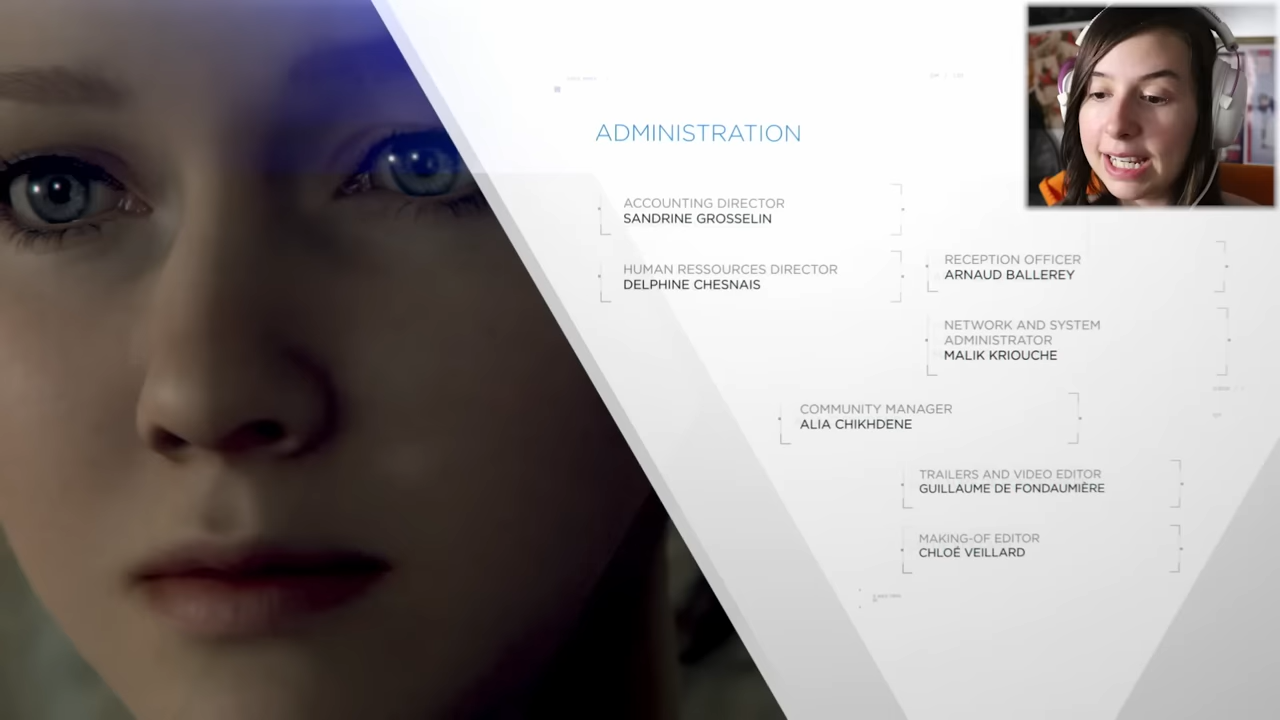 ADMINISTRATION
ACCOUNTING DIRECTOR
SANDRINE GROSSELIN
HUMAN RESSOURCES DIRECTOR
DELPHINE CHESNAIS
RECEPTION OFFICER
ARNAUD BALLEREY
NETWORK AND SYSTEM
ADMINISTRATOR
MALIK KRIOUCHE
COMMUNITY MANAGER
ALIA CHIKHDENE
TRAILERS AND VIDEO EDITOR
GUILLAUME DE FONDAUMIÈRE
MAKING-OF EDITOR
CHLOÉ VEILLARD